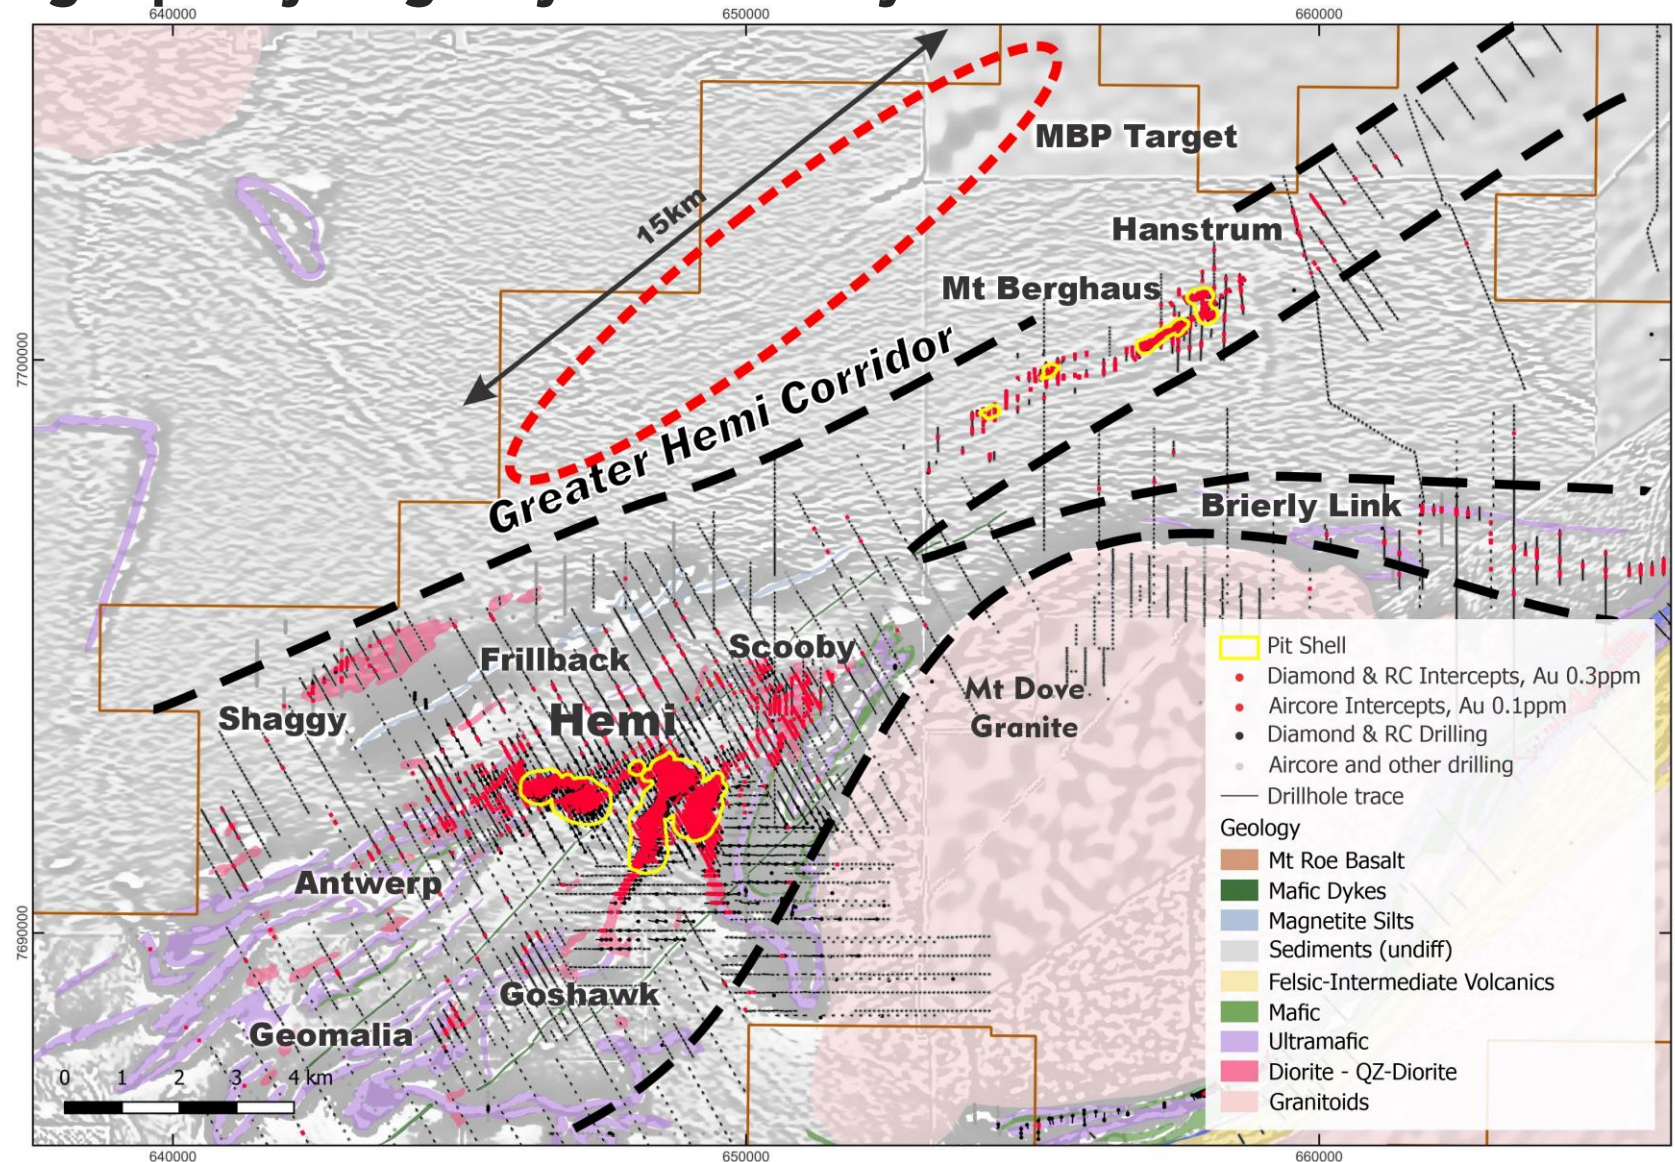 640000
650000
660000
MBP Target
15km
Hanstrum
Mt Berghaus
7700000
Greater Hemi Corridor
Brierly Link
Scooby
Frillback
Mt Dove
Granite
Shaggy
Hemi
Antwerp
7690000
Goshawk
Geomalia
0 1 2 3 4 km
Pit Shell
Diamond & RC Intercepts, Au 0.3ppm
Aircore Intercepts, Au 0.1ppm
Diamond & RC Drilling
Aircore and other drilling
Drillhole trace
Geology
Mt Roe Basalt
Mafic Dykes
Magnetite Silts
Sediments (undiff)
Felsic-Intermediate Volcanics
Mafic
Ultramafic
Diorite - QZ-Diorite
Granitoids
640000
650000
660000